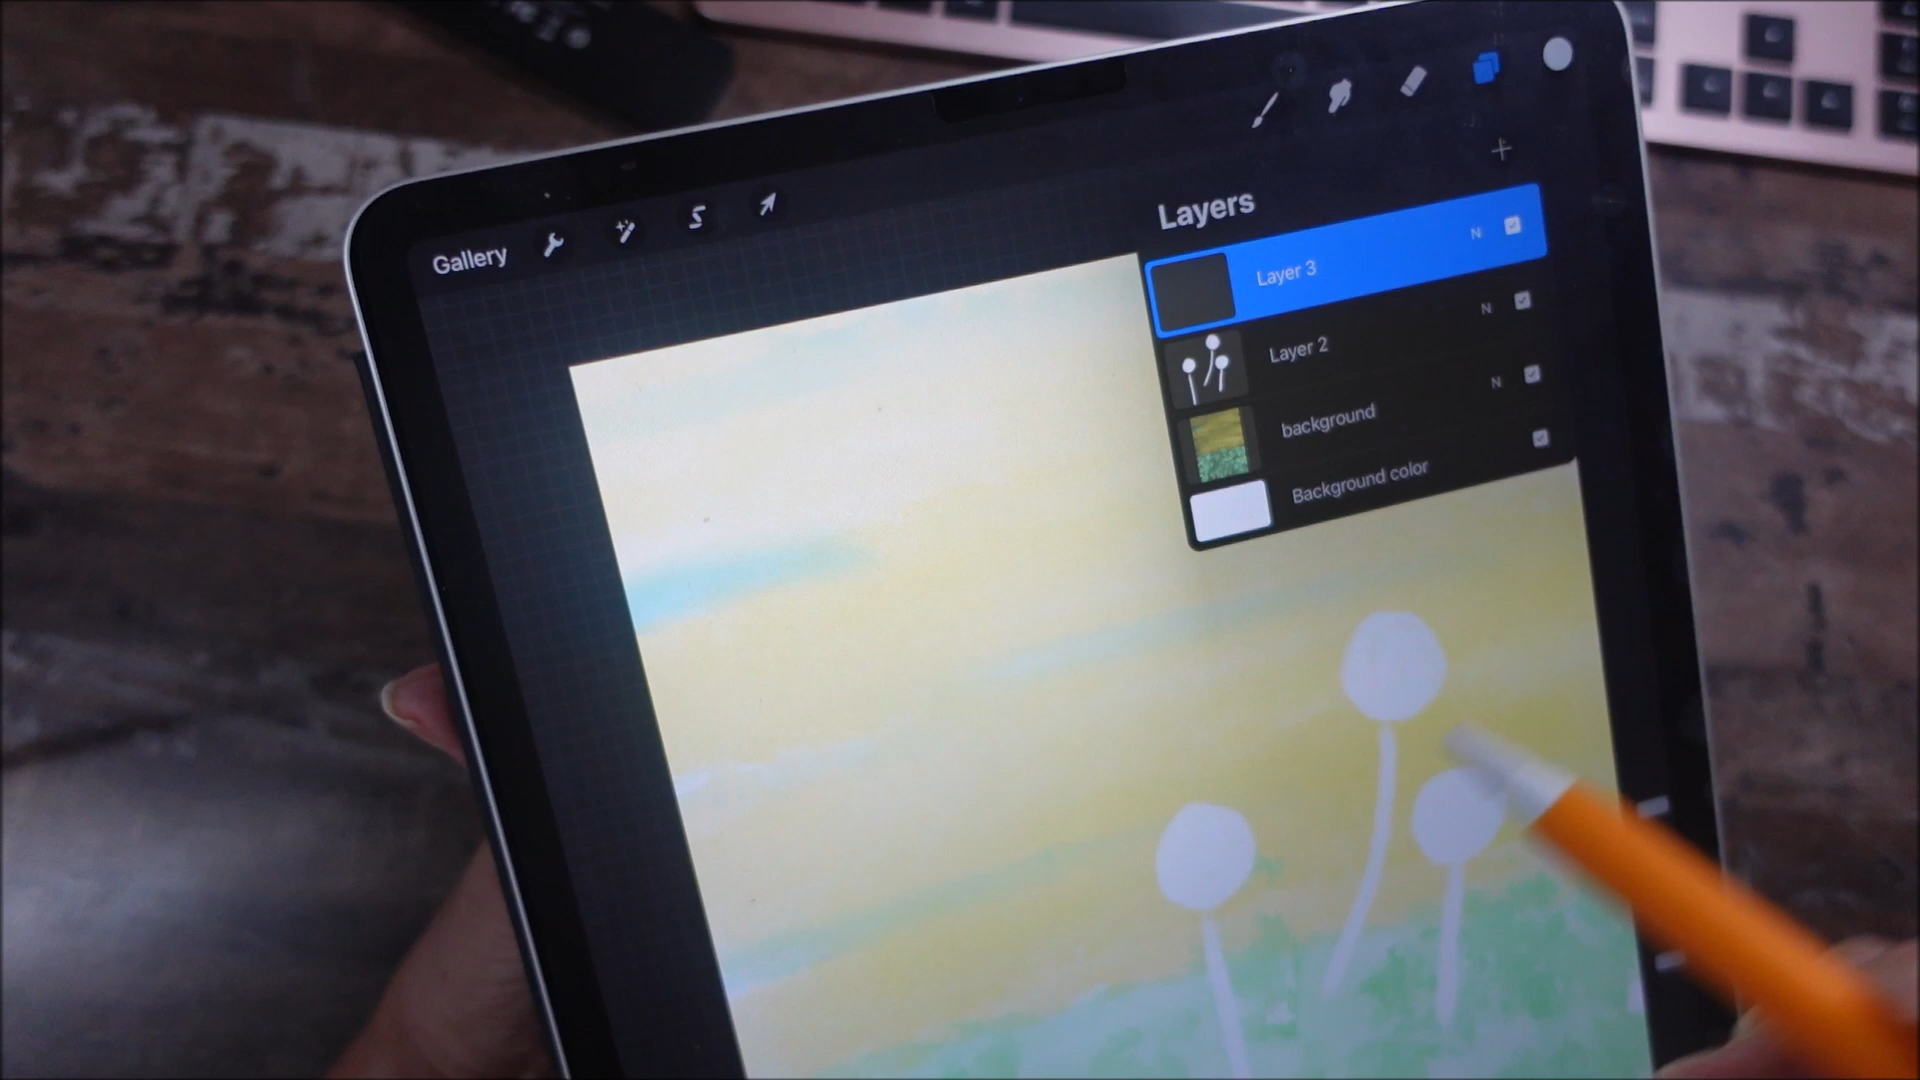 Gallery
Layers
Layer 3
N
Layer 2
N
background
N
Background color